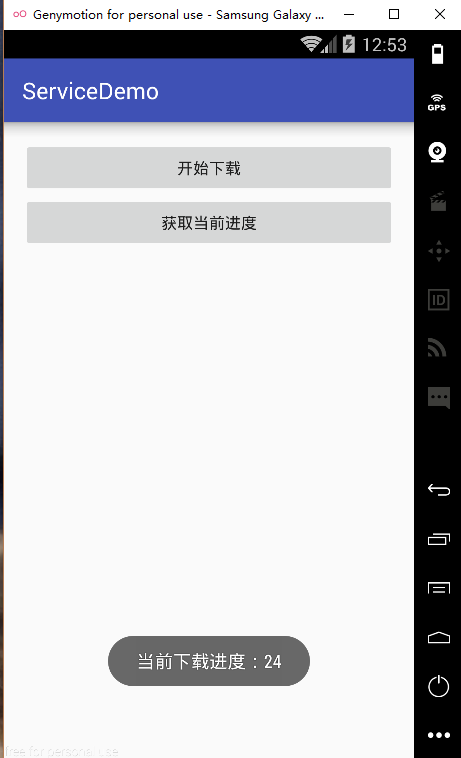 Genymotion for personal use - Samsung Galaxy ...
12:53
GPS
ServiceDemo
开始下载
获取当前进度
ID
当前下载进度：24
free for personal use